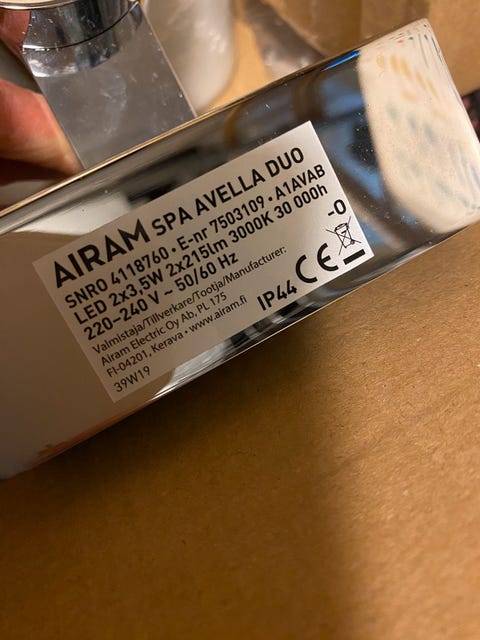 AIRAM SPA AVELLA DUO
SNRO 4118760 • E-nr 7503109 • A1AVAB
LED 2x3,5W 2x215lm 3000K 30 000h
220–240 V ~ 50/60 Hz
-0
Valmistaja/Tillverkare/Tootja/Manufacturer:
Airam Electric Oy Ab, PL 175
FI-04201, Kerava • www.airam.fi
IP44 CE
39W19